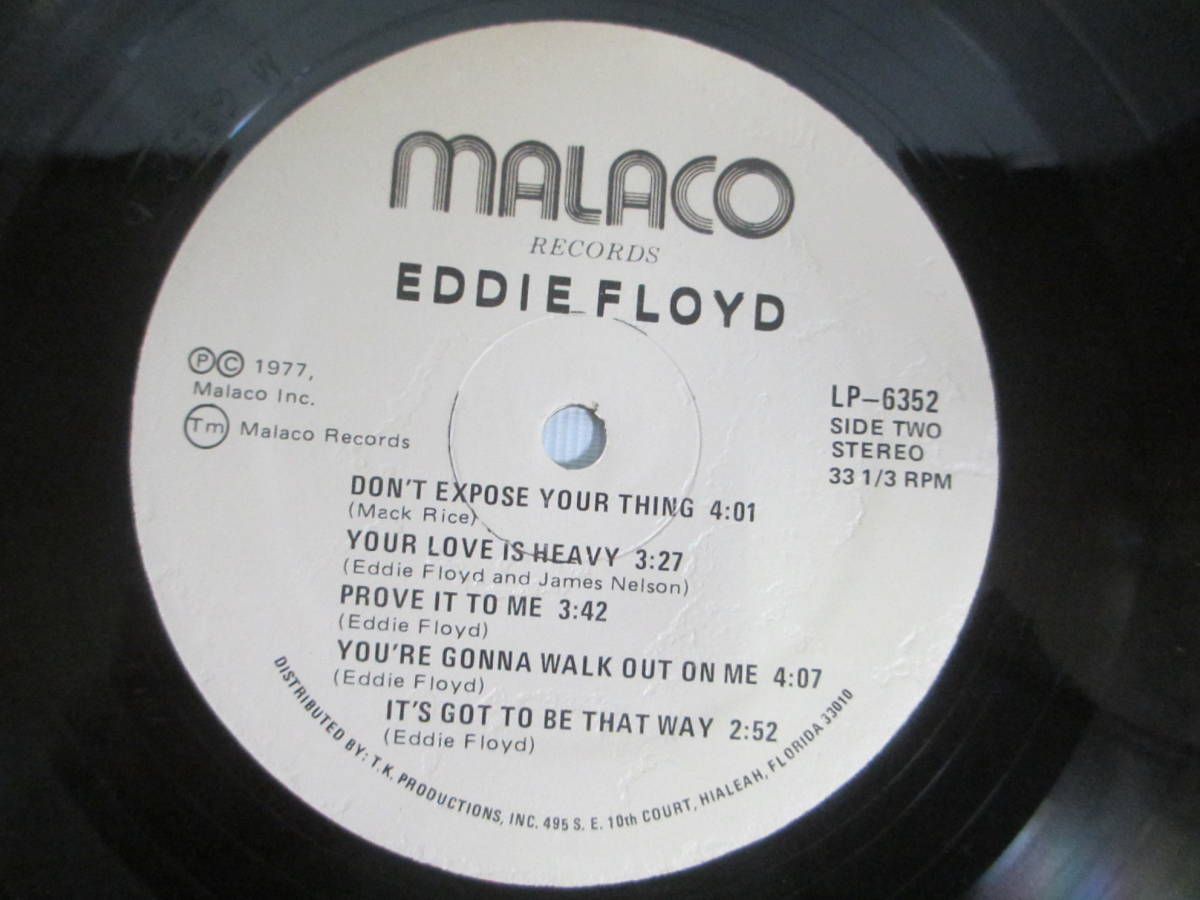 MALACO
RECORDS
EDDIE FLOYD
Ⓟ© 1977,
Malaco Inc.
Tm Malaco Records
LP-6352
SIDE TWO
STEREO
33 1/3 RPM
DON'T EXPOSE YOUR THING 4:01
(Mack Rice)
YOUR LOVE IS HEAVY 3:27
(Eddie Floyd and James Nelson)
PROVE IT TO ME 3:42
(Eddie Floyd)
YOU'RE GONNA WALK OUT ON ME 4:07
(Eddie Floyd)
IT'S GOT TO BE THAT WAY 2:52
(Eddie Floyd)
DISTRIBUTED BY: T.K. PRODUCTIONS, INC. 495 S. E. 10th COURT, HIALEAH, FLORIDA 33010